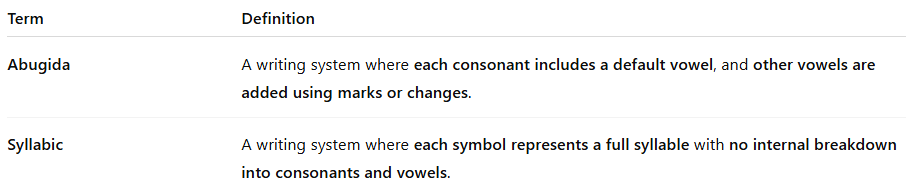 Term Definition
Abugida A writing system where each consonant includes a default vowel, and other vowels are
added using marks or changes.
Syllabic A writing system where each symbol represents a full syllable with no internal breakdown
into consonants and vowels.